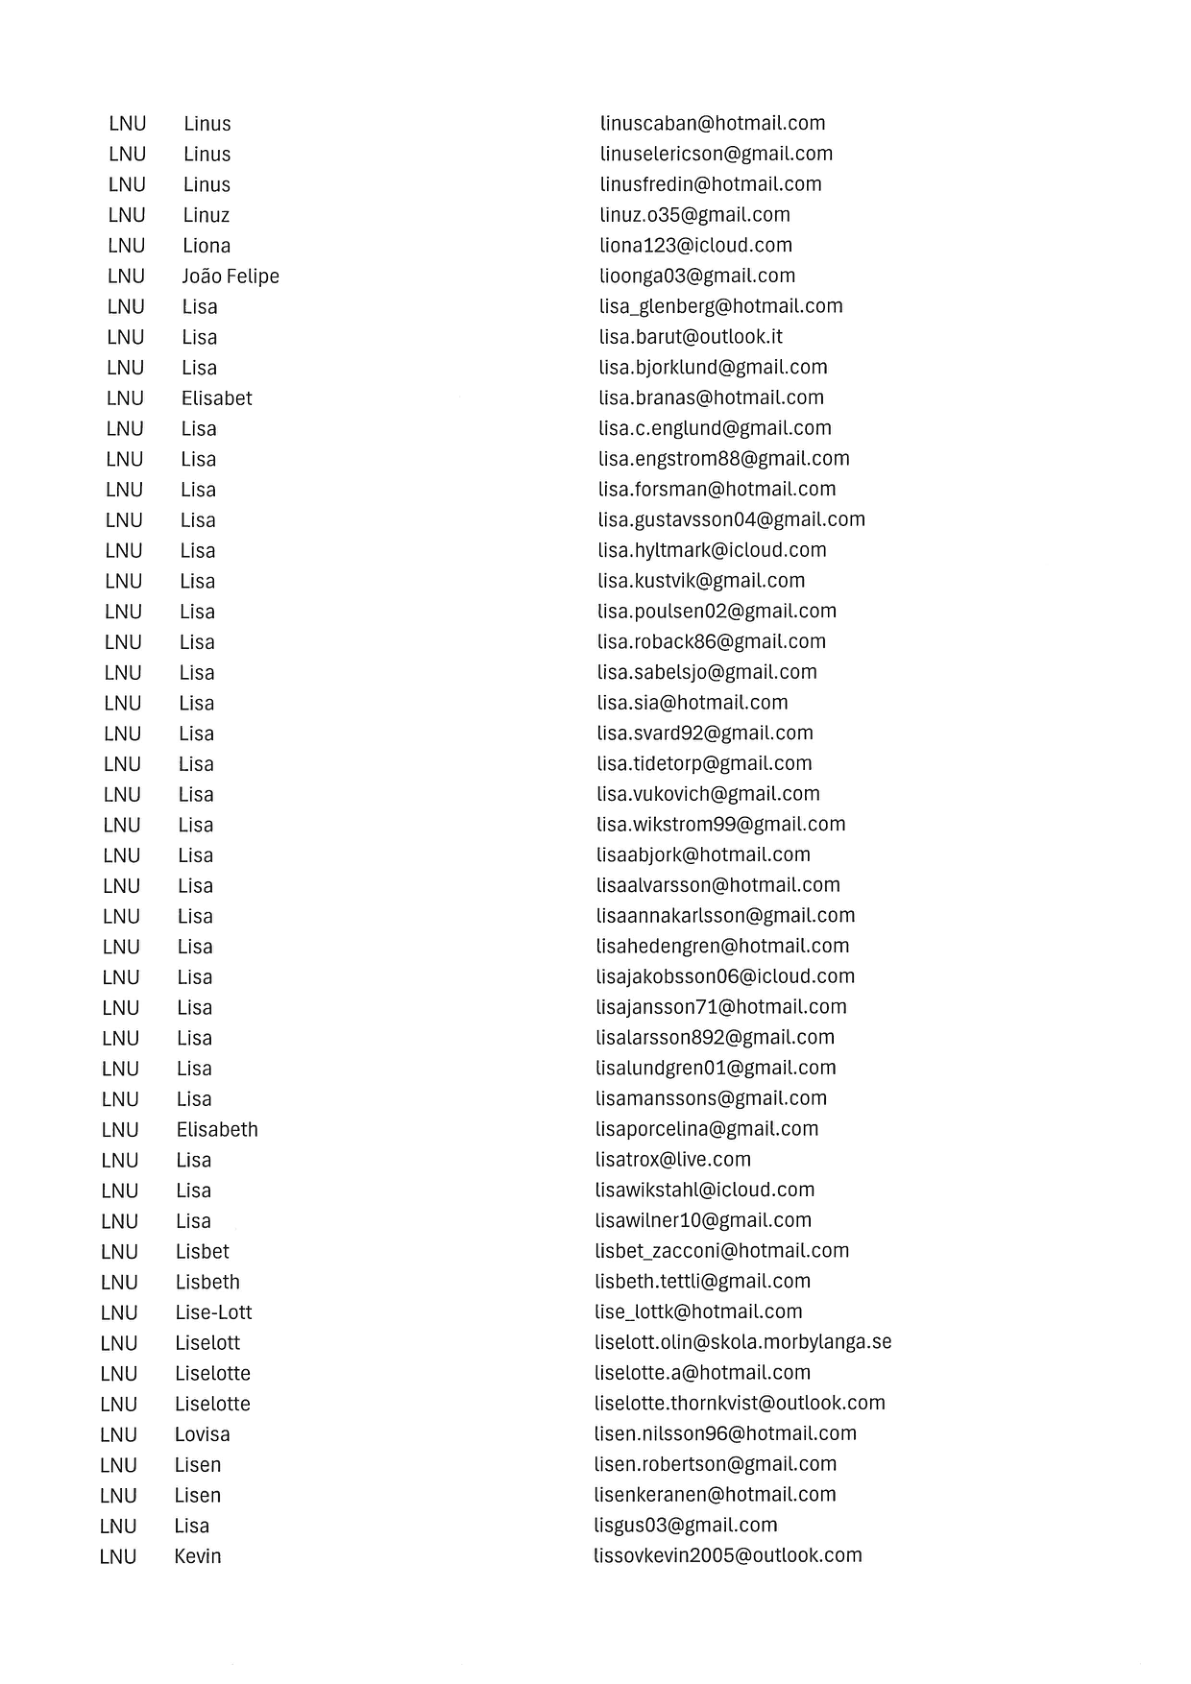 LNU Linus linuscaban@hotmail.com
LNU Linus linuselericson@gmail.com
LNU Linus linusfredin@hotmail.com
LNU Linuz linuz.o35@gmail.com
LNU Liona liona123@icloud.com
LNU João Felipe lioonga03@gmail.com
LNU Lisa lisa_glenberg@hotmail.com
LNU Lisa lisa.barut@outlook.it
LNU Lisa lisa.bjorklund@gmail.com
LNU Elisabet lisa.branas@hotmail.com
LNU Lisa lisa.c.englund@gmail.com
LNU Lisa lisa.engstrom88@gmail.com
LNU Lisa lisa.forsman@hotmail.com
LNU Lisa lisa.gustavsson04@gmail.com
LNU Lisa lisa.hyltmark@icloud.com
LNU Lisa lisa.kustvik@gmail.com
LNU Lisa lisa.poulsen02@gmail.com
LNU Lisa lisa.roback86@gmail.com
LNU Lisa lisa.sabelsjo@gmail.com
LNU Lisa lisa.sia@hotmail.com
LNU Lisa lisa.svard92@gmail.com
LNU Lisa lisa.tidetorp@gmail.com
LNU Lisa lisa.vukovich@gmail.com
LNU Lisa lisa.wikstrom99@gmail.com
LNU Lisa lisaabjork@hotmail.com
LNU Lisa lisaalvarsson@hotmail.com
LNU Lisa lisaannakarlsson@gmail.com
LNU Lisa lisahedengren@hotmail.com
LNU Lisa lisajakobsson06@icloud.com
LNU Lisa lisajansson71@hotmail.com
LNU Lisa lisalarsson892@gmail.com
LNU Lisa lisalundgren01@gmail.com
LNU Lisa lisamanssons@gmail.com
LNU Elisabeth lisaporcelina@gmail.com
LNU Lisa lisatrox@live.com
LNU Lisa lisawikstahl@icloud.com
LNU Lisa lisawilner10@gmail.com
LNU Lisbet lisbet_zacconi@hotmail.com
LNU Lisbeth lisbeth.tettli@gmail.com
LNU Lise-Lott lise_lottk@hotmail.com
LNU Liselott liselott.olin@skola.morbylanga.se
LNU Liselotte liselotte.a@hotmail.com
LNU Liselotte liselotte.thornkvist@outlook.com
LNU Lovisa lisen.nilsson96@hotmail.com
LNU Lisen lisen.robertson@gmail.com
LNU Lisen lisenkeranen@hotmail.com
LNU Lisa lisgus03@gmail.com
LNU Kevin lissovkevin2005@outlook.com